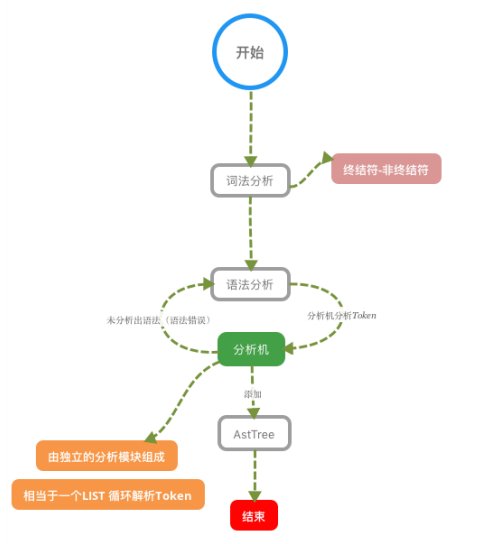 开始
词法分析
终结符-非终结符
语法分析
未分析出语法（语法错误）
分析机分析Token
分析机
添加
AstTree
由独立的分析模块组成
相当于一个LIST 循环解析Token
结束